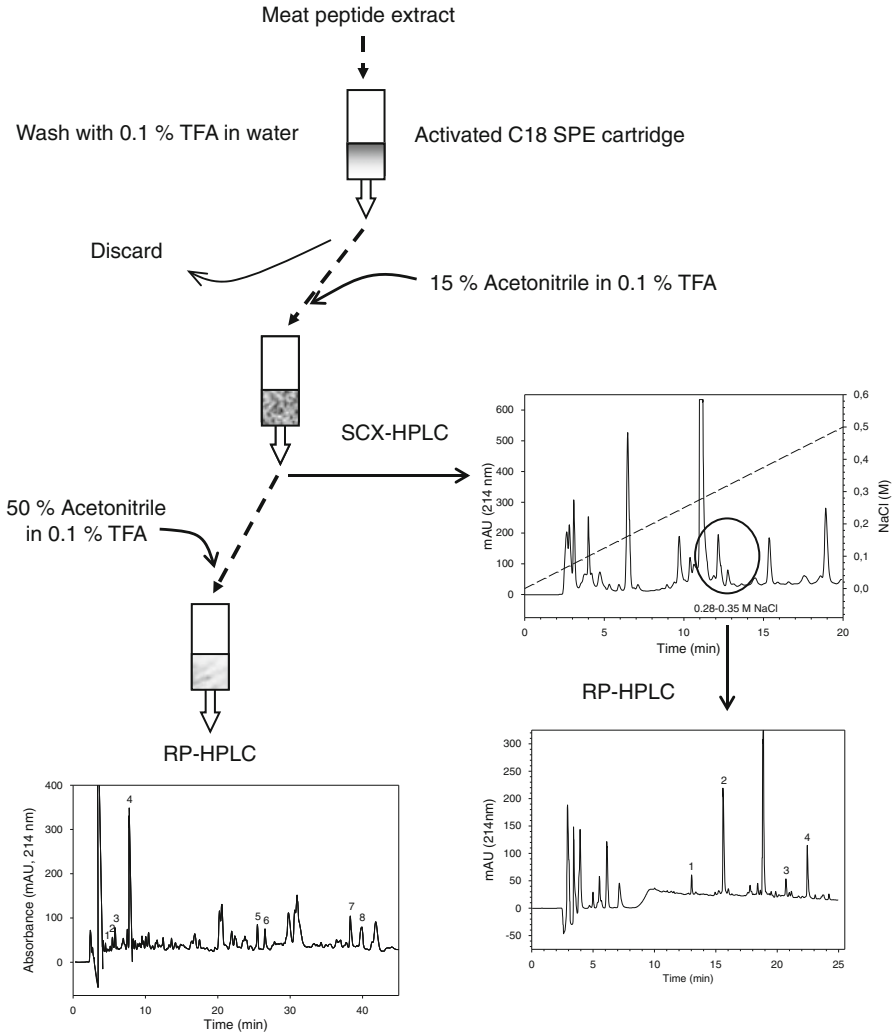 Meat peptide extract
Wash with 0.1 % TFA in water
Activated C18 SPE cartridge
Discard
15 % Acetonitrile in 0.1 % TFA
SCX-HPLC
50 % Acetonitrile
in 0.1 % TFA
mAU (214 nm)
600
500
400
300
200
100
0
0,6
0,5
0,4
0,3
0,2
0,1
0,0
NaCl (M)
0.28-0.35 M NaCl
0 5 10 15 20
Time (min)
RP-HPLC
RP-HPLC
Absorbance (mAU, 214 nm)
400
300
200
100
0
1 2 3 4 5 6 7 8
0 10 20 30 40
Time (min)
mAU (214nm)
300
250
200
150
100
50
0
-50
1 2 3 4
0 5 10 15 20 25
Time (min)